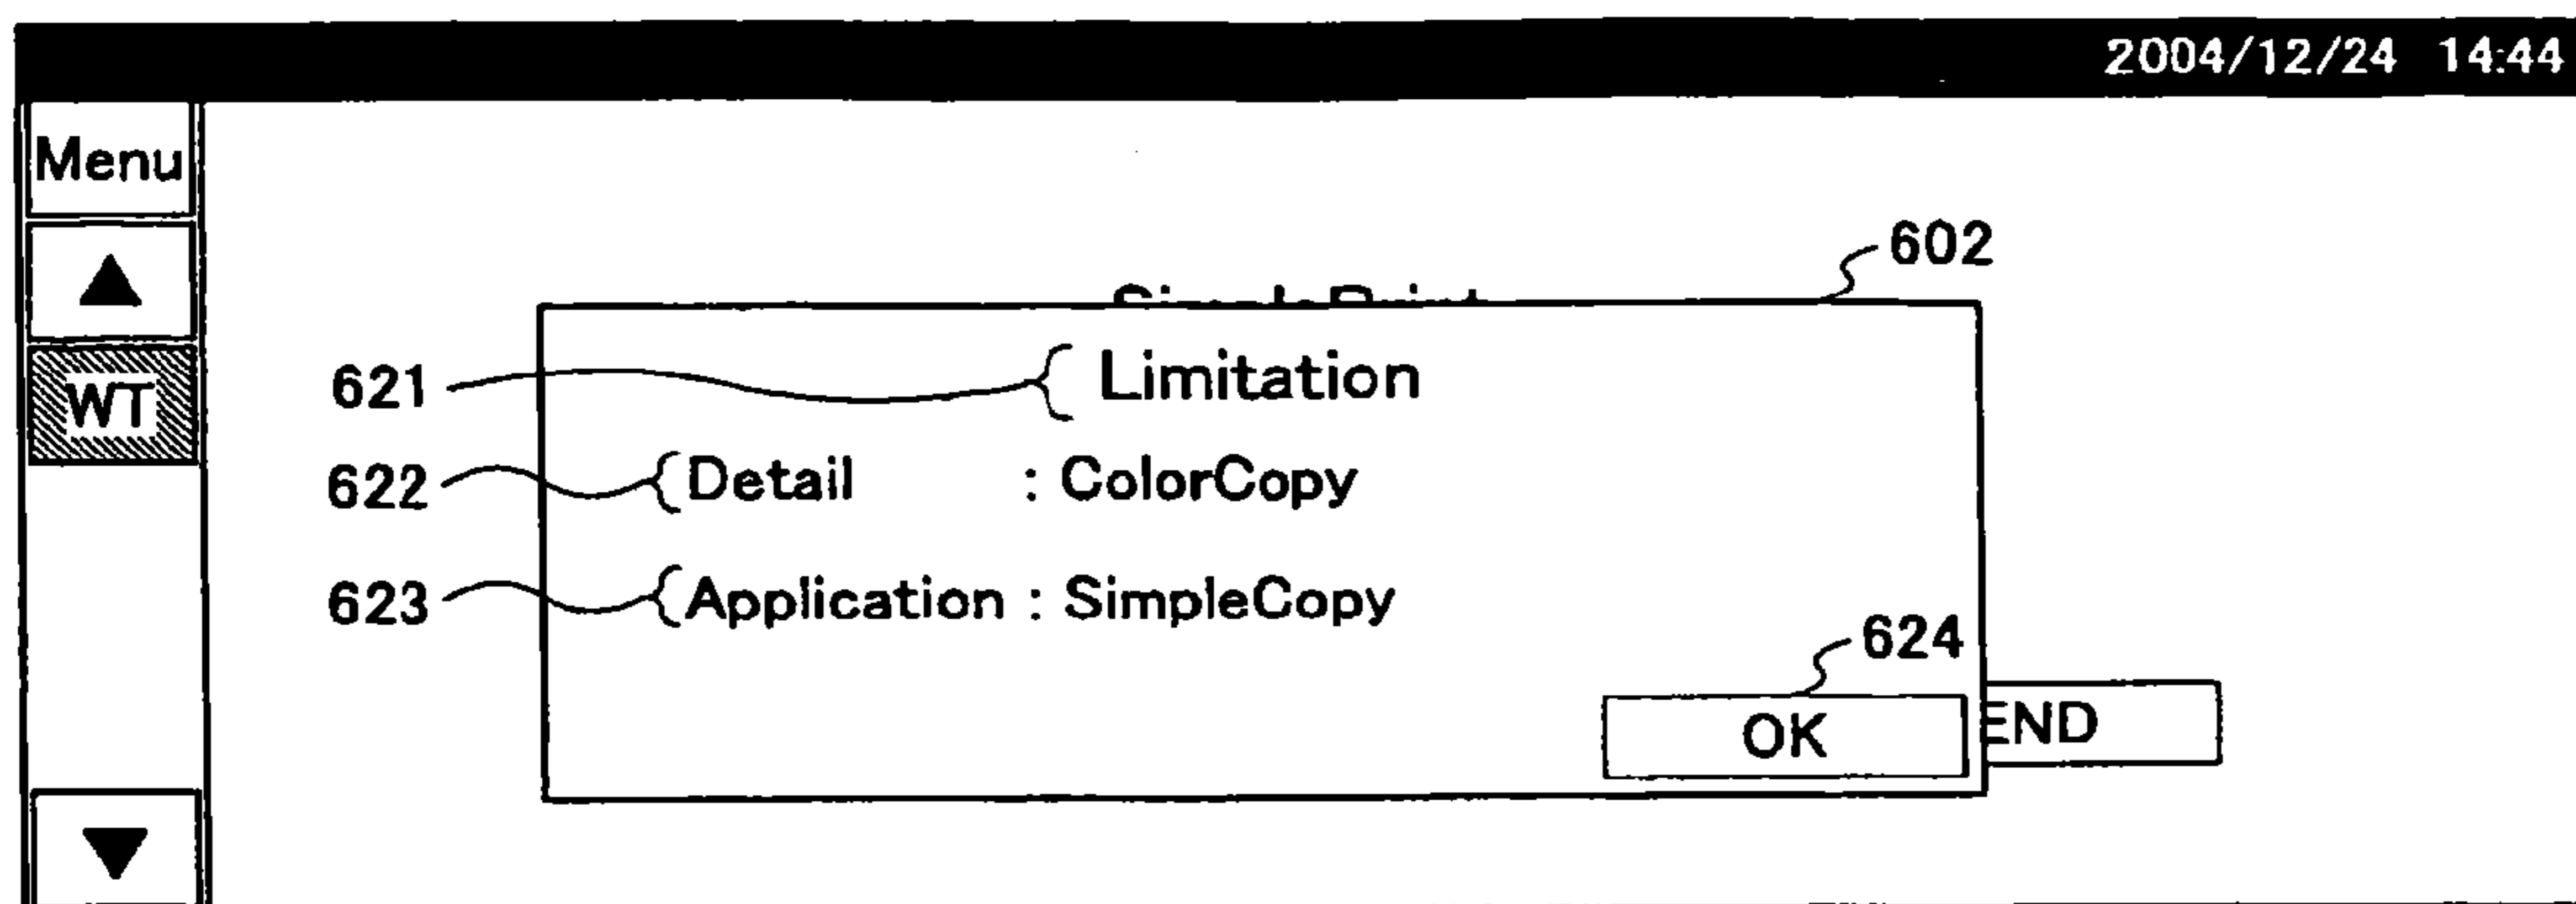 2004/12/24 14:44
Menu
602
621 Limitation
WT
622 Detail : ColorCopy
623 Application : SimpleCopy
624
OK
END